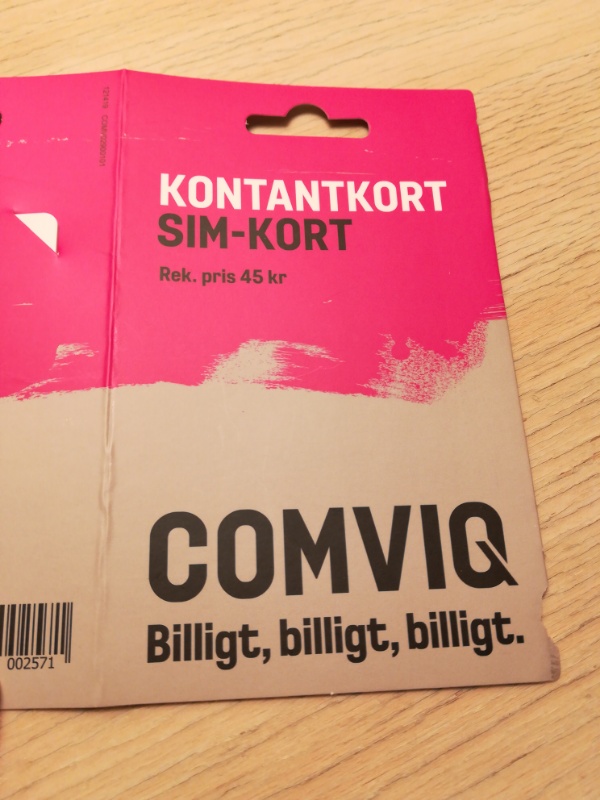 KONTANTKORT
SIM-KORT
Rek. pris 45 kr
COMVIQ
Billigt, billigt, billigt.
002571